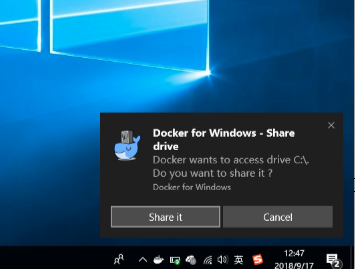 Docker for Windows - Share
drive
Docker wants to access drive C:\.
Do you want to share it ?
Docker for Windows
Share it
Cancel
英
12:47
2018/9/17
2